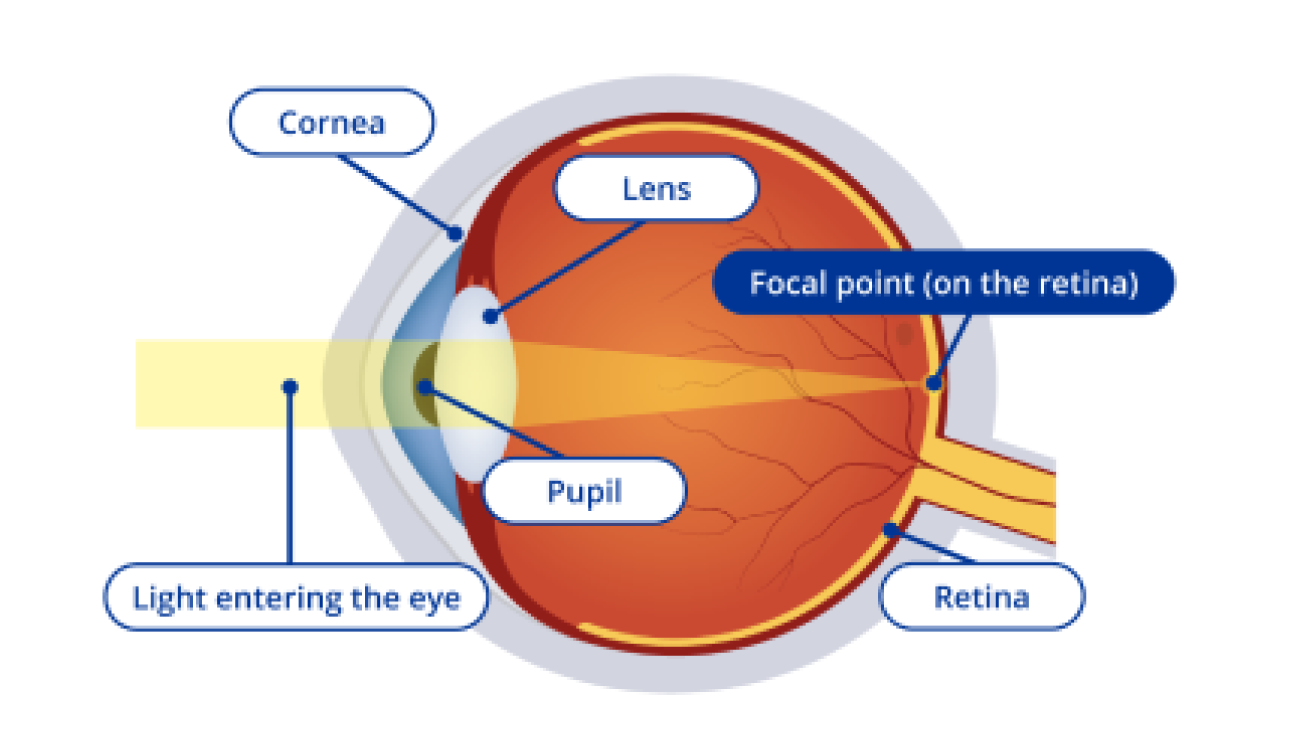 Cornea
Lens
Focal point (on the retina)
Pupil
Light entering the eye
Retina